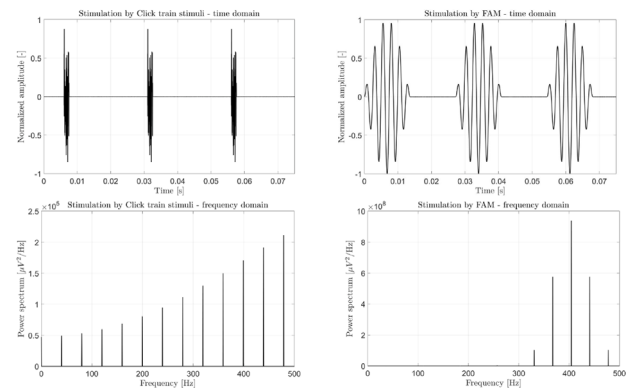 Stimulation by Click train stimuli - time domain
Normalized amplitude [-]
1
0.5
0
-0.5
-1
0 0.01 0.02 0.03 0.04 0.05 0.06 0.07
Time [s]
Stimulation by FAM - time domain
Normalized amplitude [-]
1
0.5
0
-0.5
-1
0 0.01 0.02 0.03 0.04 0.05 0.06 0.07
Time [s]
Stimulation by Click train stimuli - frequency domain
×10⁵
Power spectrum [μV²/Hz]
2.5
2
1.5
1
0.5
0
0 100 200 300 400 500
Frequency [Hz]
Stimulation by FAM - frequency domain
×10⁸
Power spectrum [μV²/Hz]
10
8
6
4
2
0
0 100 200 300 400 500
Frequency [Hz]